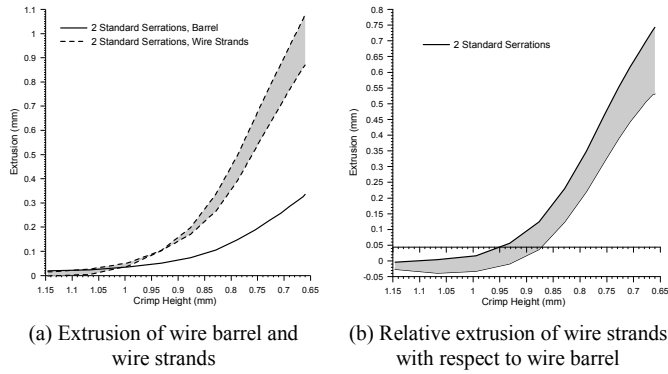 1.1
1
0.9
0.8
0.7
0.6
0.5
0.4
0.3
0.2
0.1
0
Extrusion (mm)
2 Standard Serrations, Barrel
2 Standard Serrations, Wire Strands
1.15 1.1 1.05 1 0.95 0.9 0.85 0.8 0.75 0.7 0.65
Crimp Height (mm)
(a) Extrusion of wire barrel and
wire strands
0.8
0.75
0.7
0.65
0.6
0.55
0.5
0.45
0.4
0.35
0.3
0.25
0.2
0.15
0.1
0.05
0
-0.05
Extrusion (mm)
2 Standard Serrations
1.15 1.1 1.05 1 0.95 0.9 0.85 0.8 0.75 0.7 0.65
Crimp Height (mm)
(b) Relative extrusion of wire strands
with respect to wire barrel